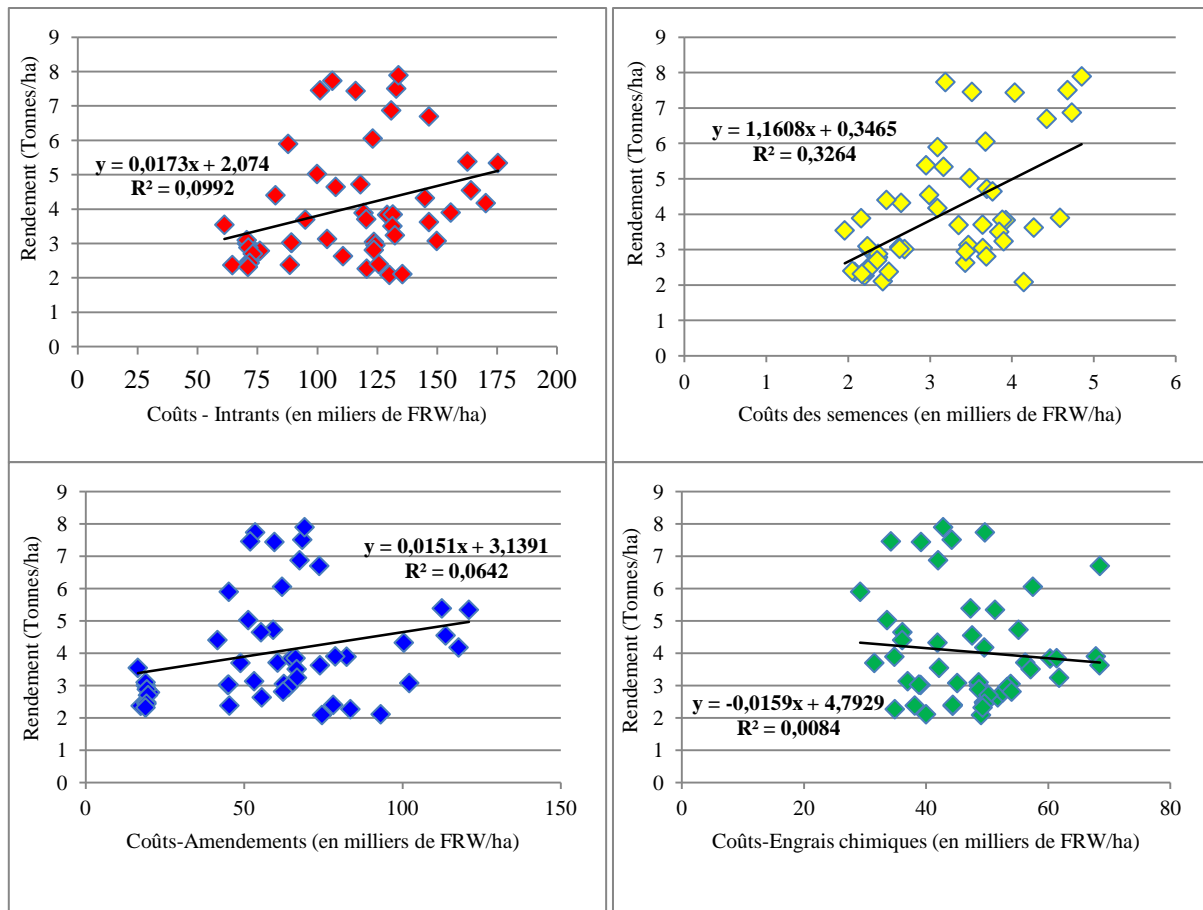 Rendement (Tonnes/ha)
9
8
7
6
5
4
3
2
1
0
y = 0,0173x + 2,074
R² = 0,0992
0 25 50 75 100 125 150 175 200
Coûts - Intrants (en miliers de FRW/ha)
Rendement (Tonnes/ha)
9
8
7
6
5
4
3
2
1
0
y = 1,1608x + 0,3465
R² = 0,3264
0 1 2 3 4 5 6
Coûts des semences (en milliers de FRW/ha)
Rendement (Tonnes/ha)
9
8
7
6
5
4
3
2
1
0
y = 0,0151x + 3,1391
R² = 0,0642
0 50 100 150
Coûts-Amendements (en milliers de FRW/ha)
Rendement (Tonnes/ha)
9
8
7
6
5
4
3
2
1
0
y = -0,0159x + 4,7929
R² = 0,0084
0 20 40 60 80
Coûts-Engrais chimiques (en milliers de FRW/ha)